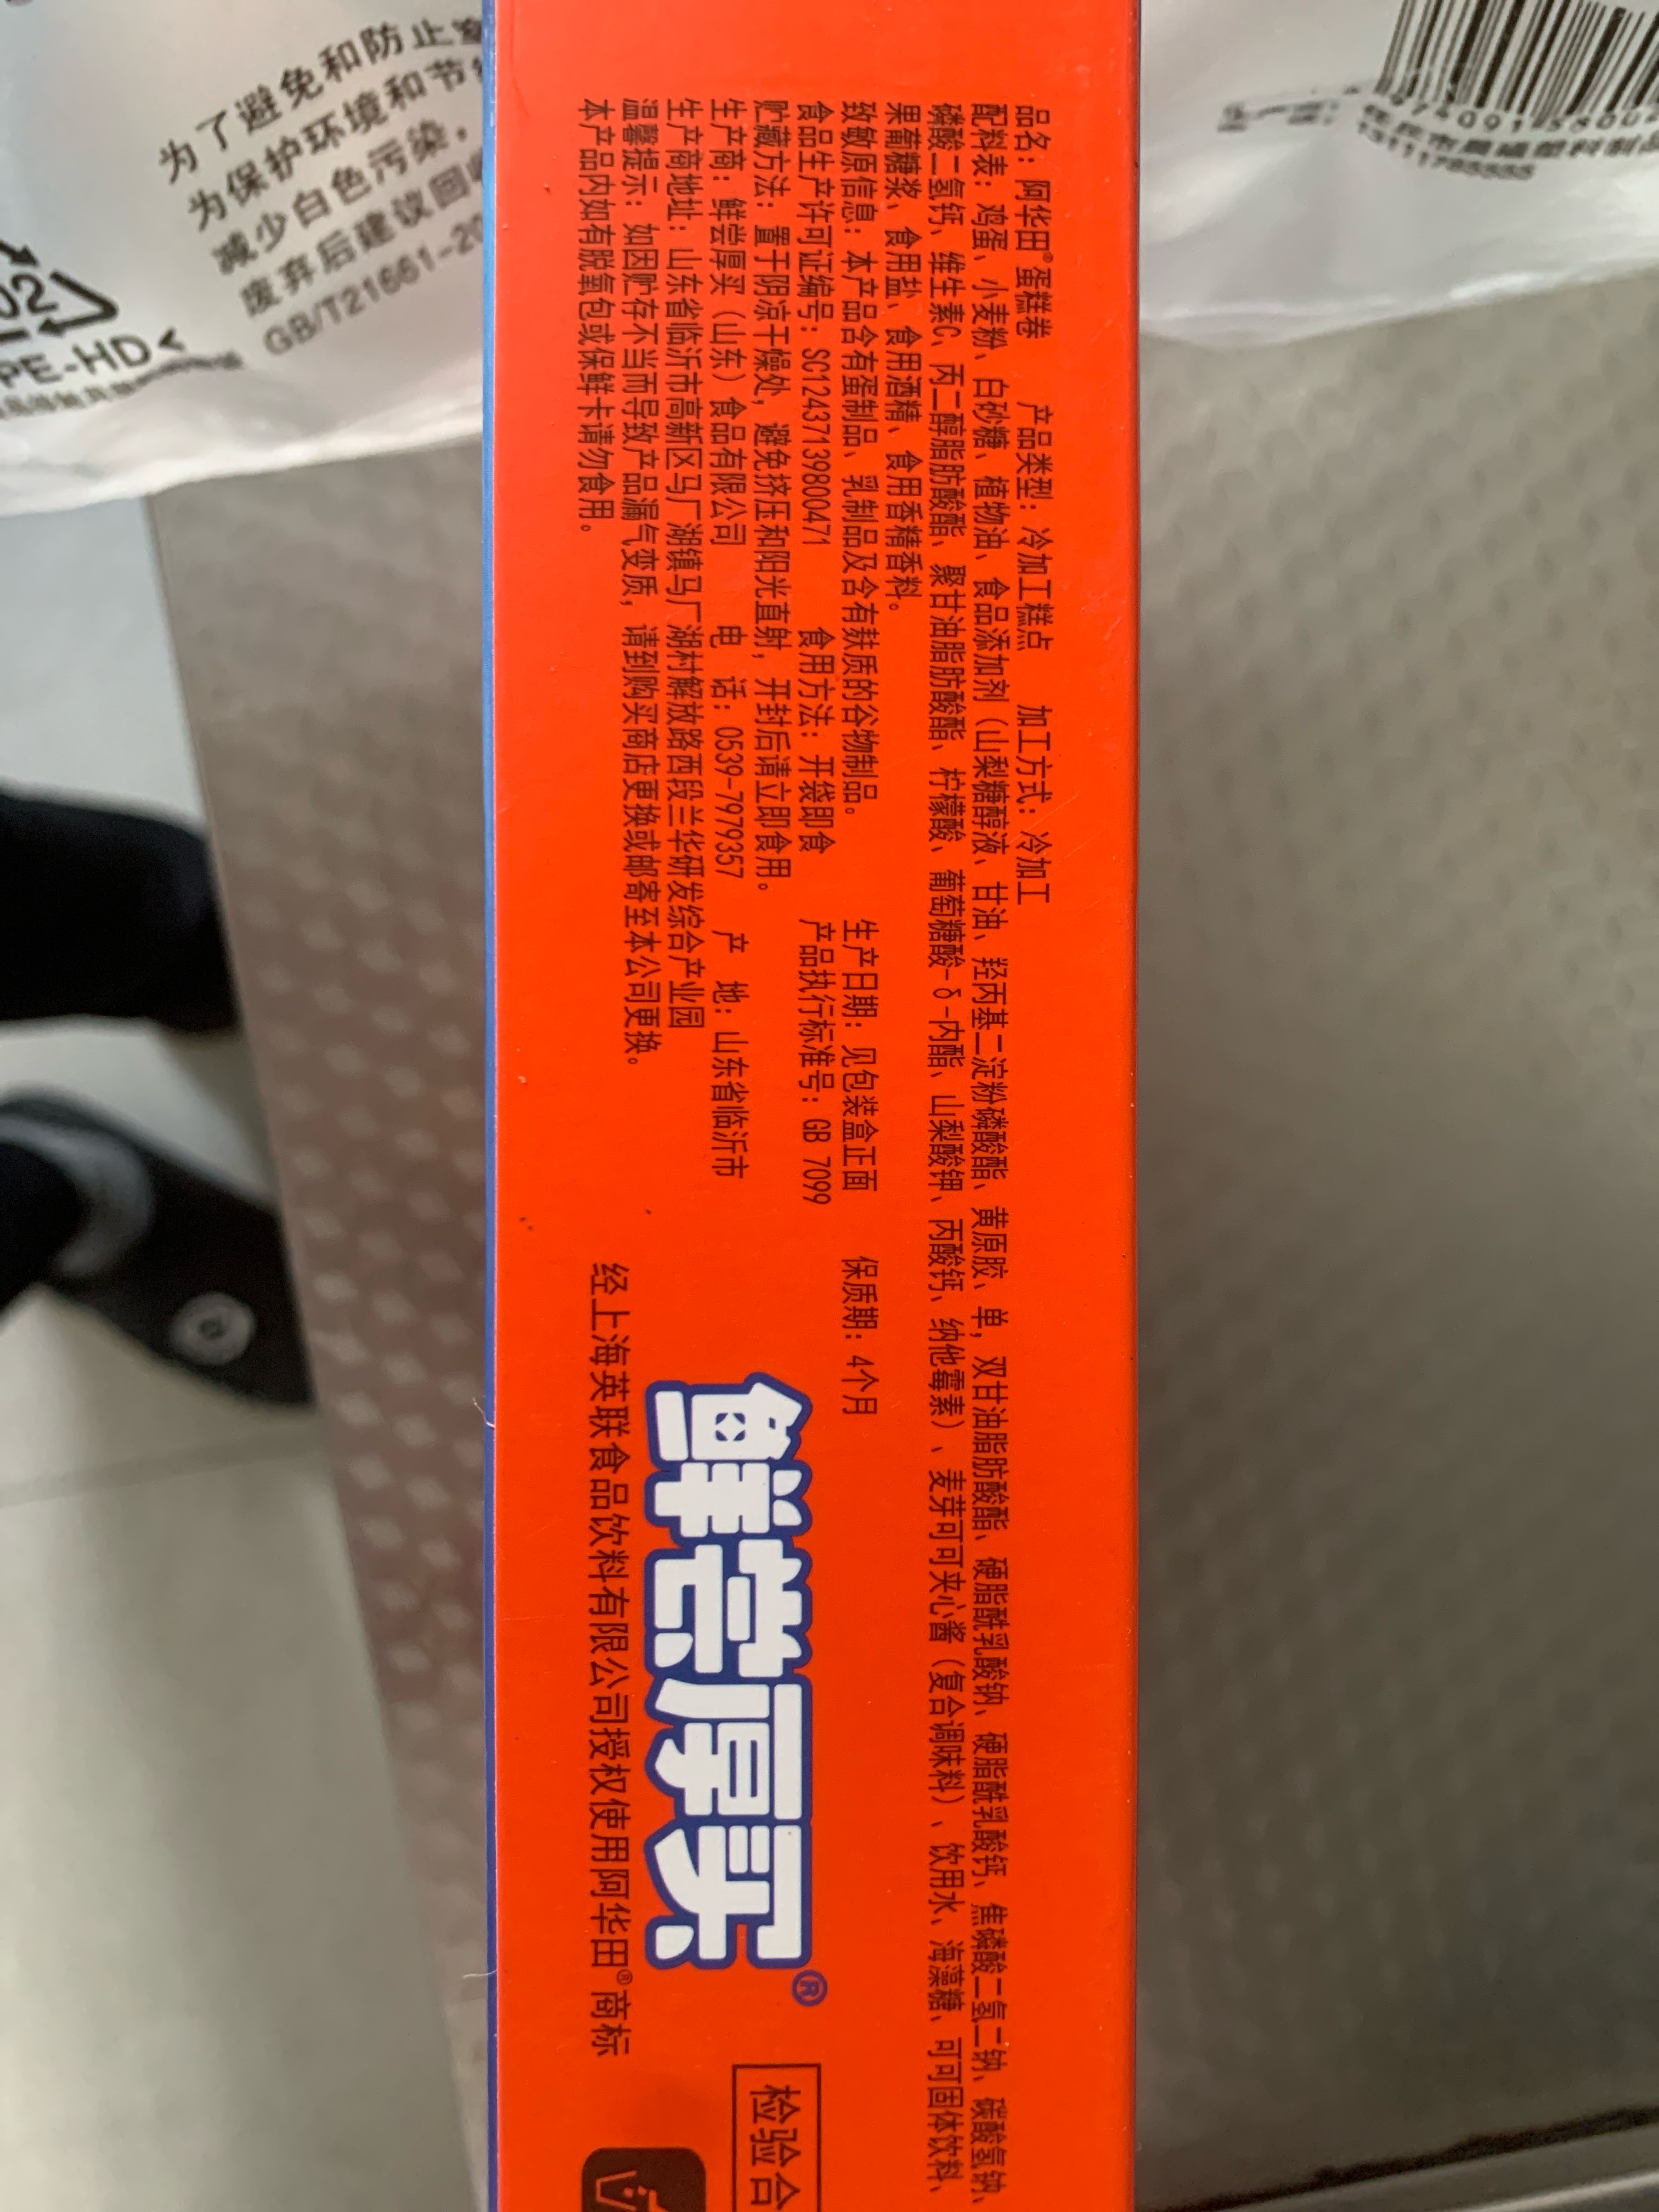 品名：阿华田®蛋糕卷 产品类型：冷加工糕点 加工方式：冷加工
配料表：鸡蛋、小麦粉、白砂糖、植物油、食品添加剂（山梨糖醇液、甘油、羟丙基二淀粉磷酸酯、黄原胶、单，双甘油脂肪酸酯、硬脂酰乳酸钠、硬脂酰乳酸钙、焦磷酸二氢二钠、碳酸氢钠、
磷酸二氢钙、维生素C、丙二醇脂肪酸酯、聚甘油脂肪酸酯、柠檬酸、葡萄糖酸-δ-内酯、山梨酸钾、丙酸钙、纳他霉素）、麦芽可可夹心酱（复合调味料）、饮用水、海藻糖、可可固体饮料、
果葡糖浆、食用盐、食用酒精、食用香精香料。
致敏原信息：本产品含有蛋制品、乳制品及含有麸质的谷物制品。 生产日期：见包装盒正面 保质期：4个月
食品生产许可证编号：SC12437139800471 食用方法：开袋即食 产品执行标准号：GB 7099
贮藏方法：置于阴凉干燥处，避免挤压和阳光直射，开封后请立即食用。
生产商：鲜尝厚买（山东）食品有限公司 电 话：0539-7979357 产 地：山东省临沂市
生产商地址：山东省临沂市高新区马厂湖镇马厂湖村解放路西段兰华研发综合产业园
温馨提示：如因贮存不当而导致产品漏气变质，请到购买商店更换或邮寄至本公司更换。
本产品内如有脱氧包或保鲜卡请勿食用。
鲜尝厚买®
经上海英联食品饮料有限公司授权使用阿华田®商标
检验合
为了避免和防止窒
为保护环境和节
减少白色污染，
废弃后建议回收
GB/T21661-20
02
PE-HD<